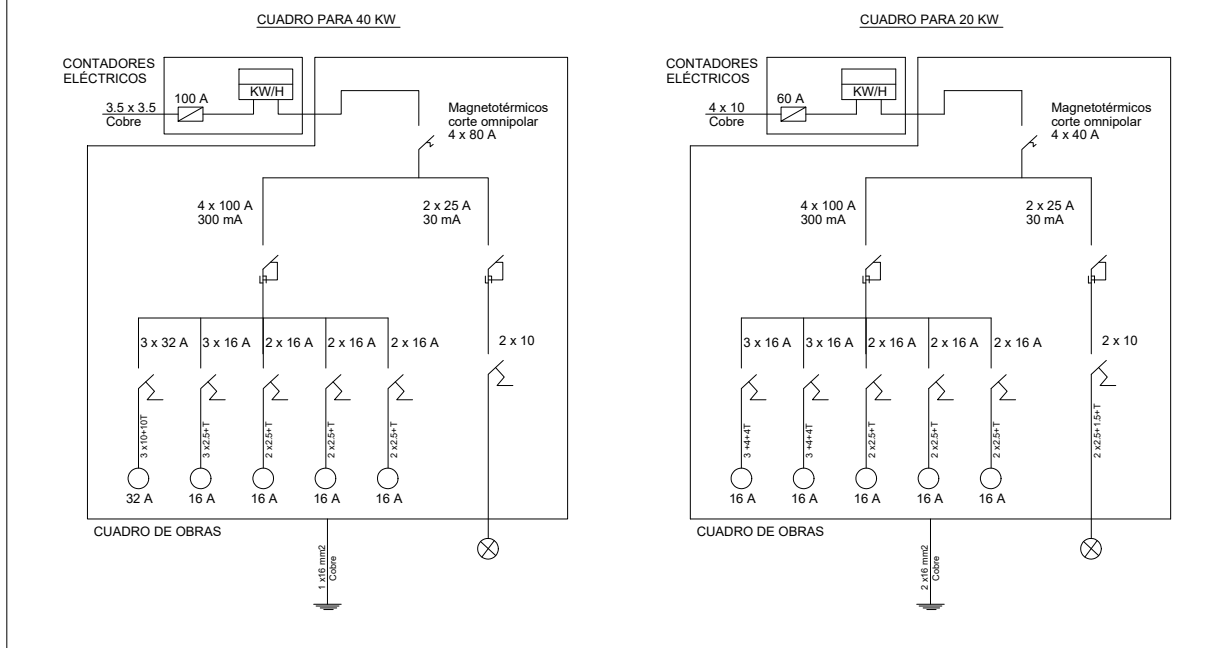 CUADRO PARA 40 KW
CONTADORES
ELÉCTRICOS
3.5 x 3.5
Cobre
100 A
KW/H
Magnetotérmicos
corte omnipolar
4 x 80 A
4 x 100 A
300 mA
2 x 25 A
30 mA
3 x 32 A
3 x 16 A
2 x 16 A
2 x 16 A
2 x 16 A
2 x 10
3 x10+10T
3 x2.5+T
2 x2.5+T
2 x2.5+T
2 x2.5+T
32 A
16 A
16 A
16 A
16 A
CUADRO DE OBRAS
1 x16 mm2
Cobre
CUADRO PARA 20 KW
CONTADORES
ELÉCTRICOS
4 x 10
Cobre
60 A
KW/H
Magnetotérmicos
corte omnipolar
4 x 40 A
4 x 100 A
300 mA
2 x 25 A
30 mA
3 x 16 A
3 x 16 A
2 x 16 A
2 x 16 A
2 x 16 A
2 x 10
3 +4+4T
3 +4+4T
2 x2.5+T
2 x2.5+T
2 x2.5+T
2 x2.5+1.5+T
16 A
16 A
16 A
16 A
16 A
CUADRO DE OBRAS
2 x16 mm2
Cobre